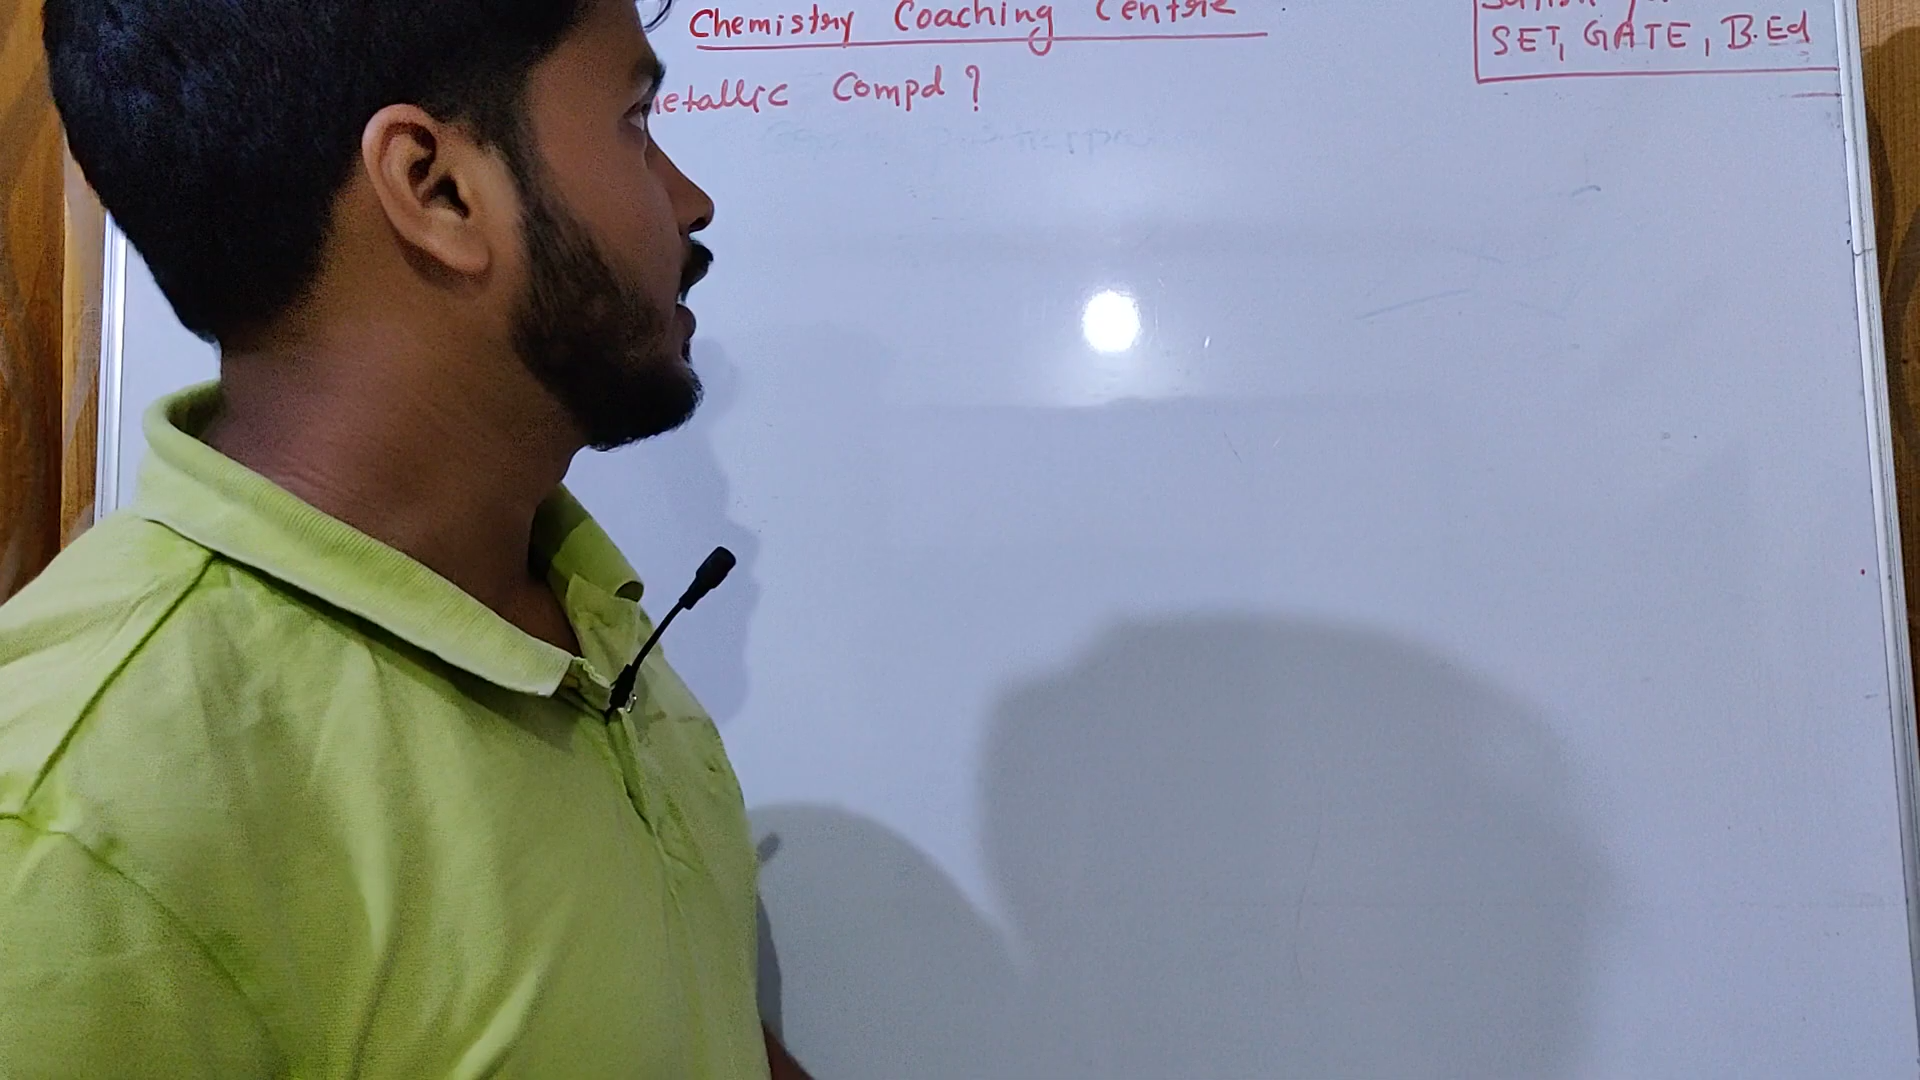 Chemistry Coaching Centre
SET, GATE, B.Ed
etallic Compd ?